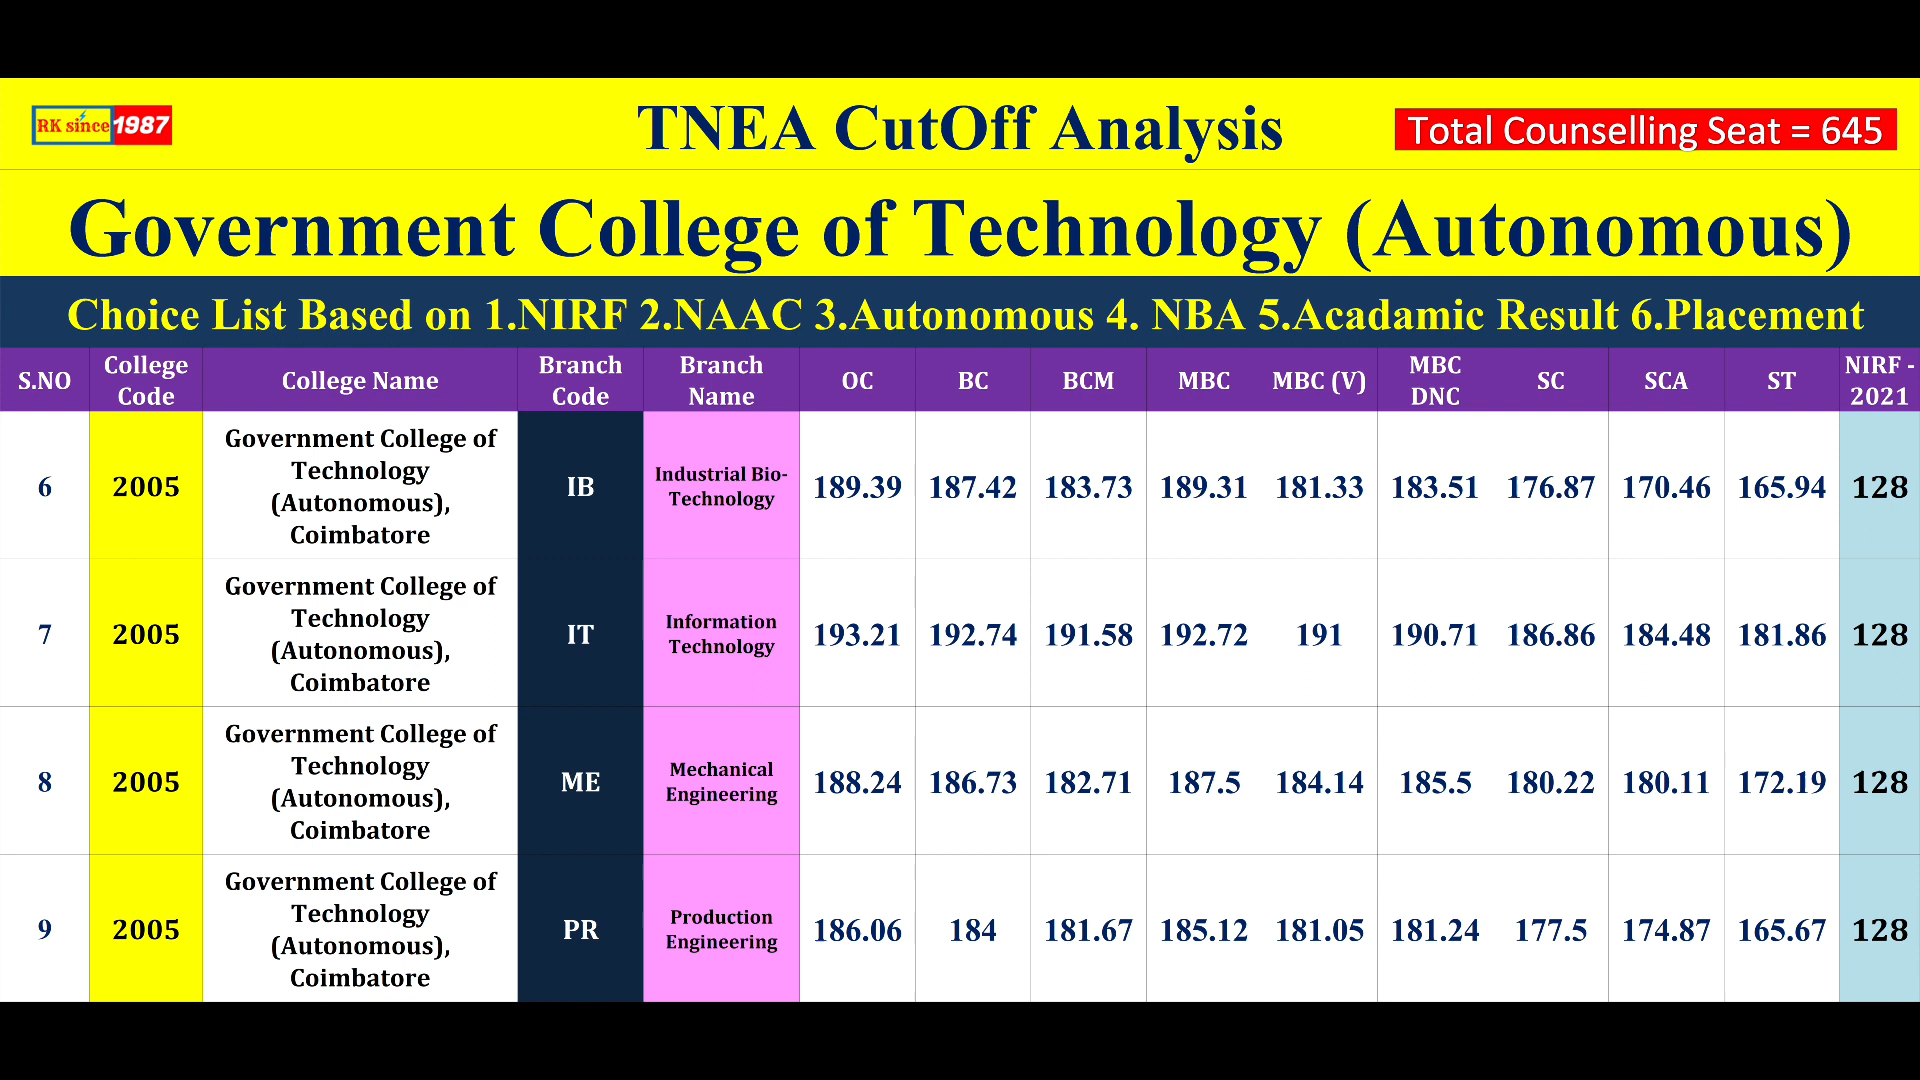 RK since 1987
TNEA CutOff Analysis
Total Counselling Seat = 645
Government College of Technology (Autonomous)
Choice List Based on 1.NIRF 2.NAAC 3.Autonomous 4. NBA 5.Acadamic Result 6.Placement
S.NO College Code College Name Branch Code Branch Name OC BC BCM MBC MBC (V) MBC DNC SC SCA ST NIRF - 2021
6 2005 Government College of Technology (Autonomous), Coimbatore IB Industrial Bio-Technology 189.39 187.42 183.73 189.31 181.33 183.51 176.87 170.46 165.94 128
7 2005 Government College of Technology (Autonomous), Coimbatore IT Information Technology 193.21 192.74 191.58 192.72 191 190.71 186.86 184.48 181.86 128
8 2005 Government College of Technology (Autonomous), Coimbatore ME Mechanical Engineering 188.24 186.73 182.71 187.5 184.14 185.5 180.22 180.11 172.19 128
9 2005 Government College of Technology (Autonomous), Coimbatore PR Production Engineering 186.06 184 181.67 185.12 181.05 181.24 177.5 174.87 165.67 128